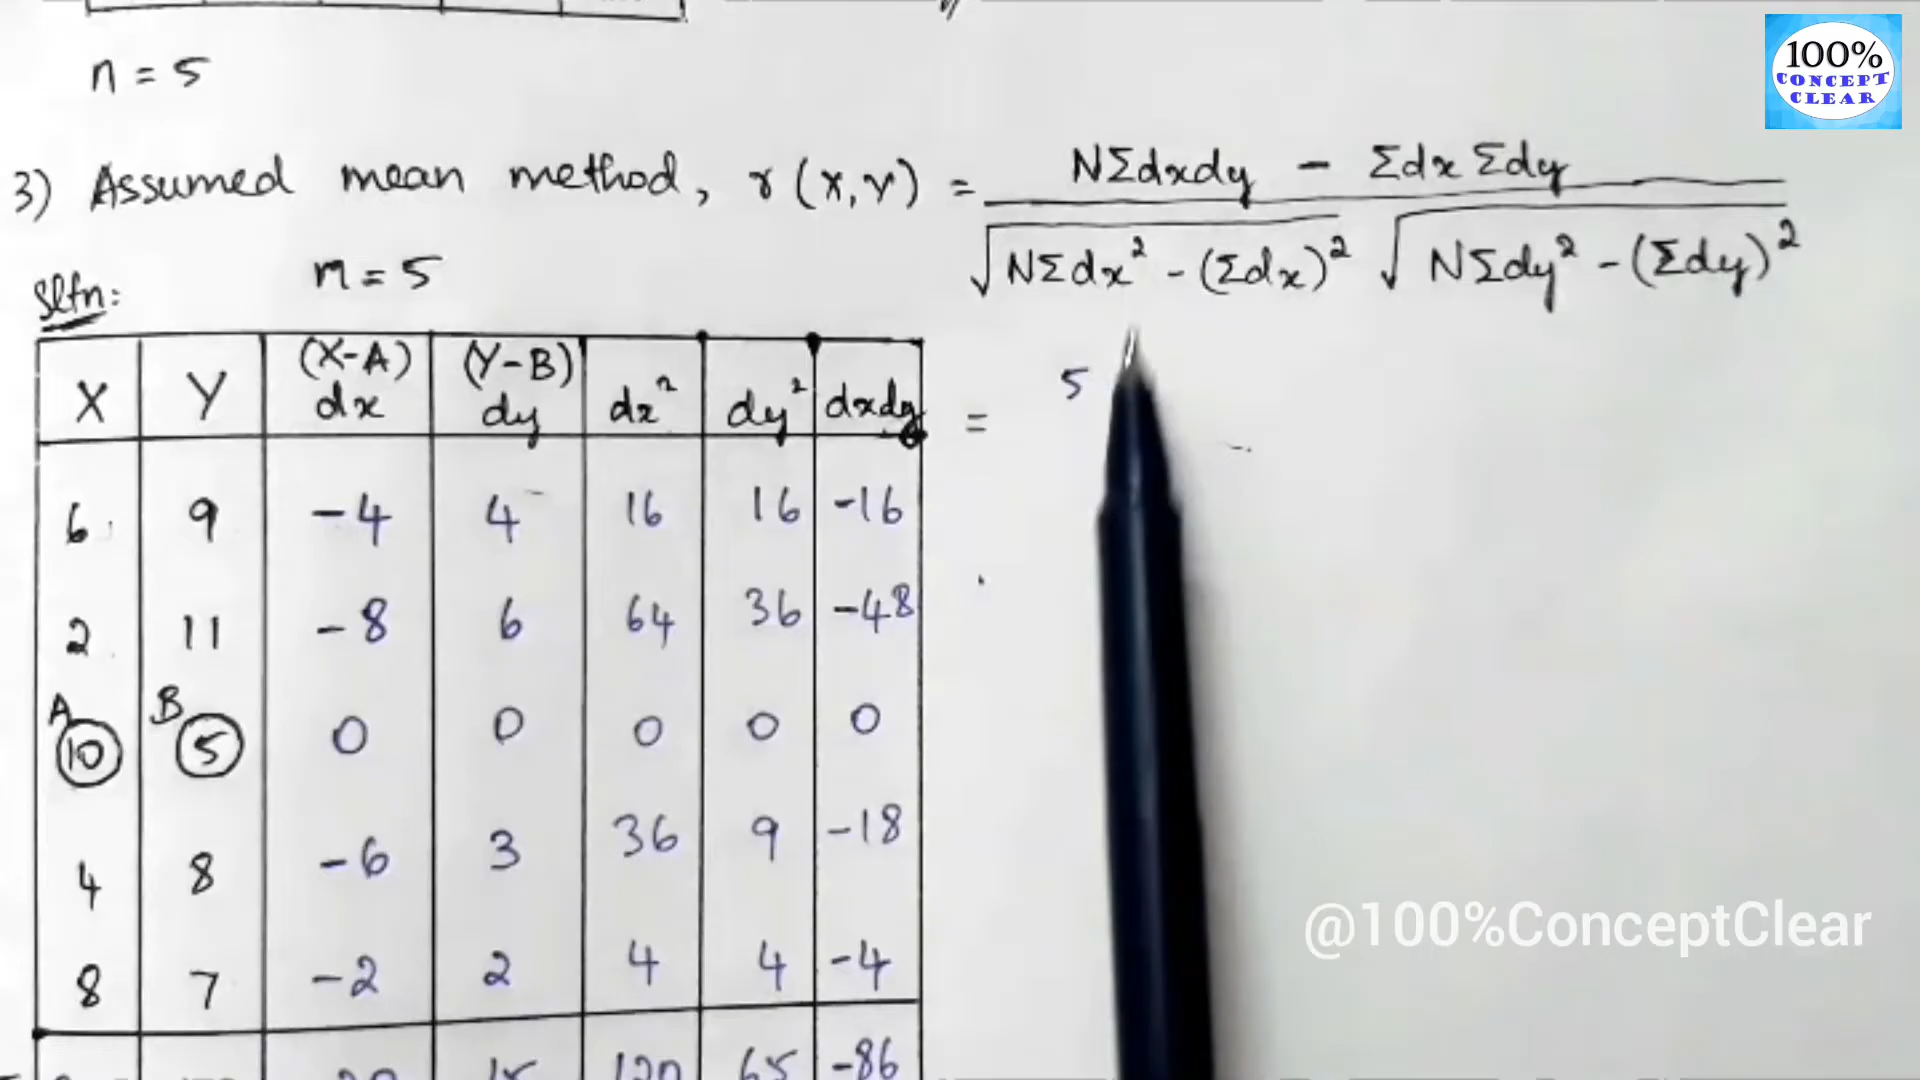 100%
CONCEPT
CLEAR
n = 5
3) Assumed mean method, r(X,Y) = NΣdxdy - Σdx Σdy
√NΣdx² - (Σdx)² √NΣdy² - (Σdy)²
n = 5
X Y (X-A) dx (Y-B) dy dx² dy² dxdy
= 5
6 9 -4 4 16 16 -16
2 11 -8 6 64 36 -48
A 10 B 5 0 0 0 0 0
4 8 -6 3 36 9 -18
@100%ConceptClear
8 7 -2 2 4 4 -4
65 -86